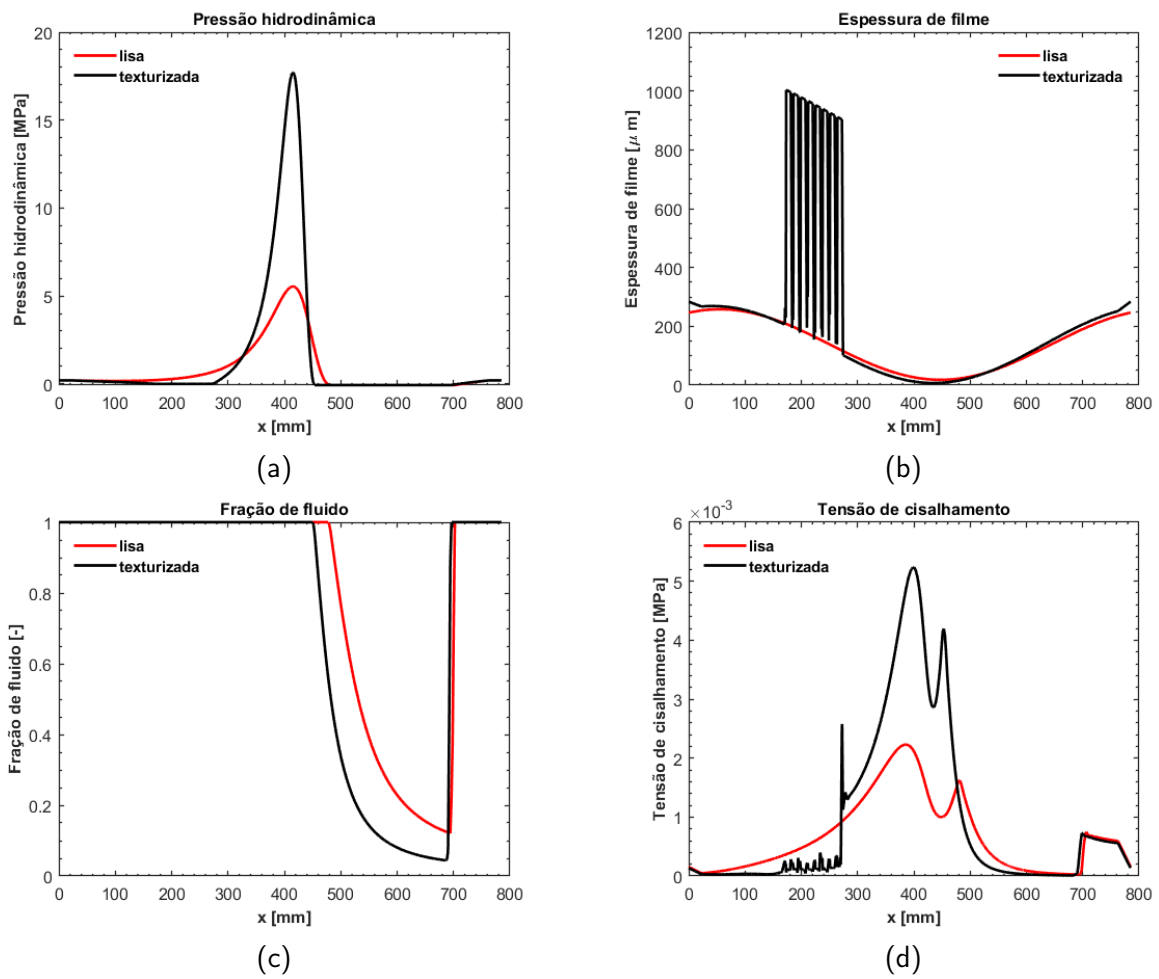 Pressão hidrodinâmica
Pressão hidrodinâmica [MPa]
20
15
10
5
0
lisa
texturizada
0 100 200 300 400 500 600 700 800
x [mm]
(a)
Espessura de filme
Espessura de filme [μ m]
1200
1000
800
600
400
200
0
lisa
texturizada
0 100 200 300 400 500 600 700 800
x [mm]
(b)
Fração de fluido
Fração de fluido [-]
1
0.8
0.6
0.4
0.2
0
lisa
texturizada
0 100 200 300 400 500 600 700 800
x [mm]
(c)
Tensão de cisalhamento
×10⁻³
Tensão de cisalhamento [MPa]
6
5
4
3
2
1
0
lisa
texturizada
0 100 200 300 400 500 600 700 800
x [mm]
(d)